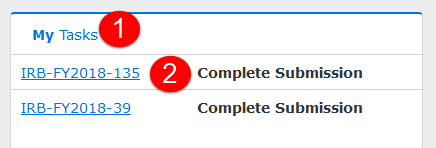 My Tasks 1
IRB-FY2018-135 2 Complete Submission
IRB-FY2018-39 Complete Submission